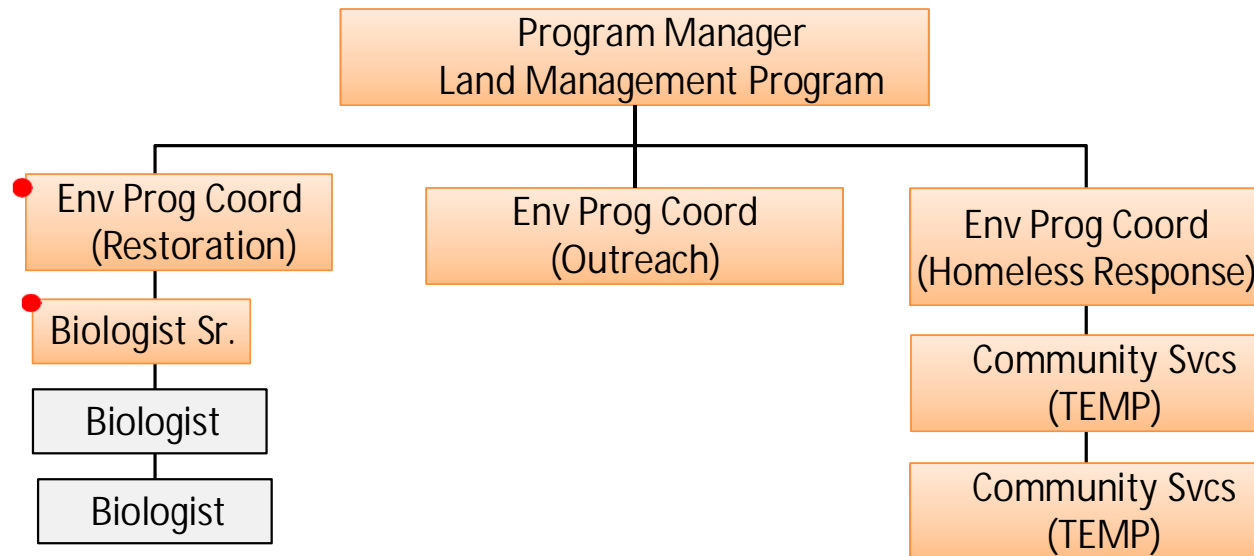 Program Manager
Land Management Program
Env Prog Coord
(Restoration)
Env Prog Coord
(Outreach)
Env Prog Coord
(Homeless Response)
Biologist Sr.
Community Svcs
(TEMP)
Biologist
Biologist
Community Svcs
(TEMP)